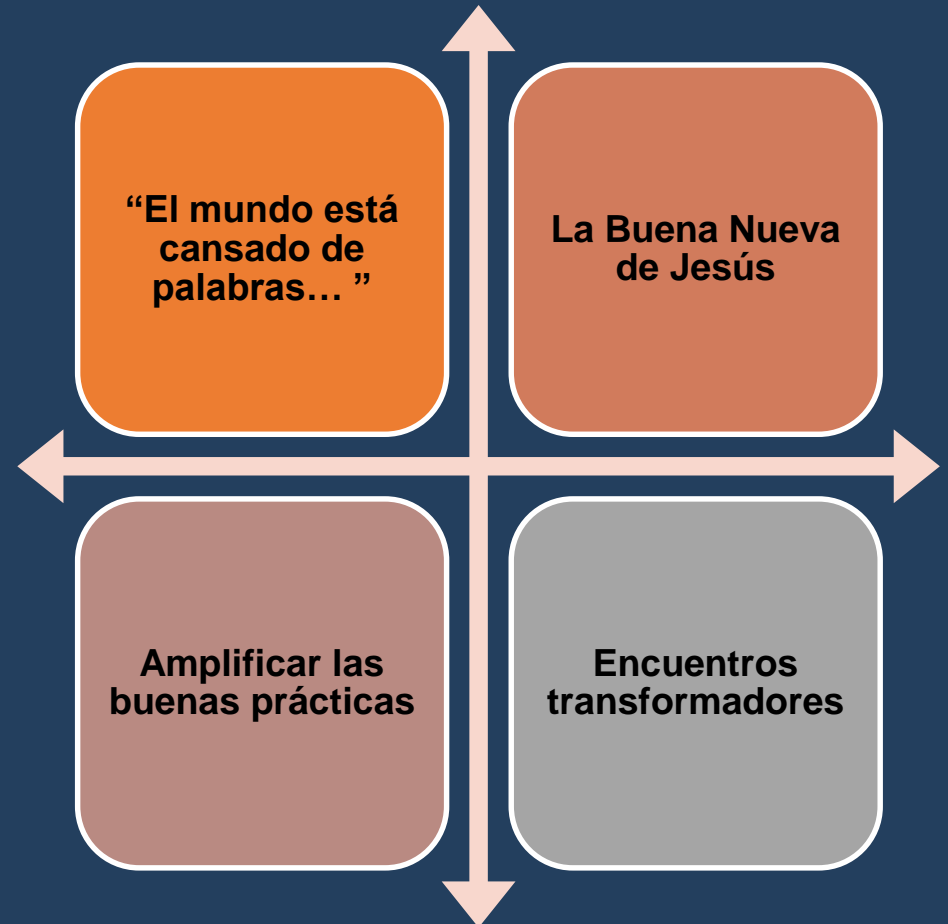 “El mundo está
cansado de
palabras… ”
La Buena Nueva
de Jesús
Amplificar las
buenas prácticas
Encuentros
transformadores